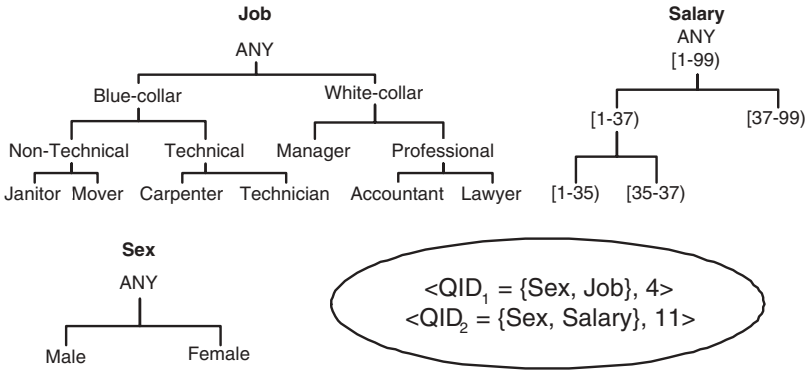 Job
ANY
Blue-collar White-collar
Non-Technical Technical Manager Professional
Janitor Mover Carpenter Technician Accountant Lawyer
Salary
ANY
[1-99)
[1-37) [37-99)
[1-35) [35-37)
Sex
ANY
Male Female
<QID1 = {Sex, Job}, 4>
<QID2 = {Sex, Salary}, 11>